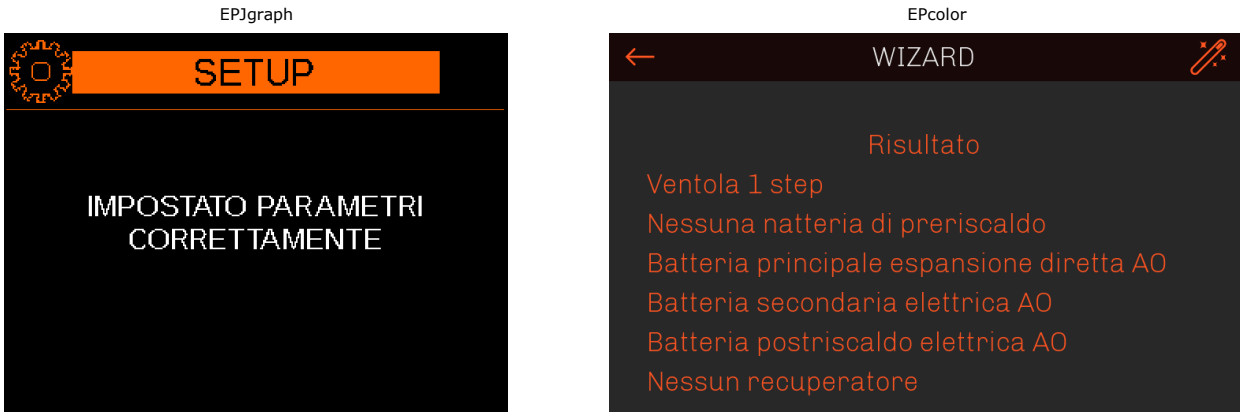 EPJgraph
SETUP
IMPOSTATO PARAMETRI
CORRETTAMENTE
EPcolor
WIZARD
Risultato
Ventola 1 step
Nessuna natteria di preriscaldo
Batteria principale espansione diretta AO
Batteria secondaria elettrica AO
Batteria postriscaldo elettrica AO
Nessun recuperatore